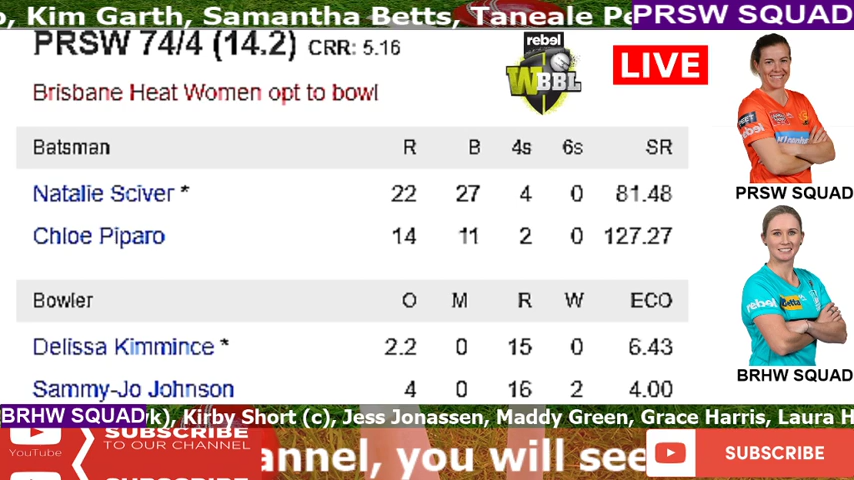 o, Kim Garth, Samantha Betts, Taneale Pe
PRSW SQUAD
PRSW 74/4 (14.2) CRR: 5.16
rebel
WBBL
LIVE
Brisbane Heat Women opt to bowl
Batsman R B 4s 6s SR
Natalie Sciver * 22 27 4 0 81.48
Chloe Piparo 14 11 2 0 127.27
PRSW SQUAD
Bowler O M R W ECO
Delissa Kimmince * 2.2 0 15 0 6.43
Sammy-Jo Johnson 4 0 16 2 4.00
rebel
Betta
BRHW SQUAD
BRHW SQUAD k), Kirby Short (c), Jess Jonassen, Maddy Green, Grace Harris, Laura H
SUBSCRIBE
TO OUR CHANNEL
YouTube
annel, you will see
SUBSCRIBE